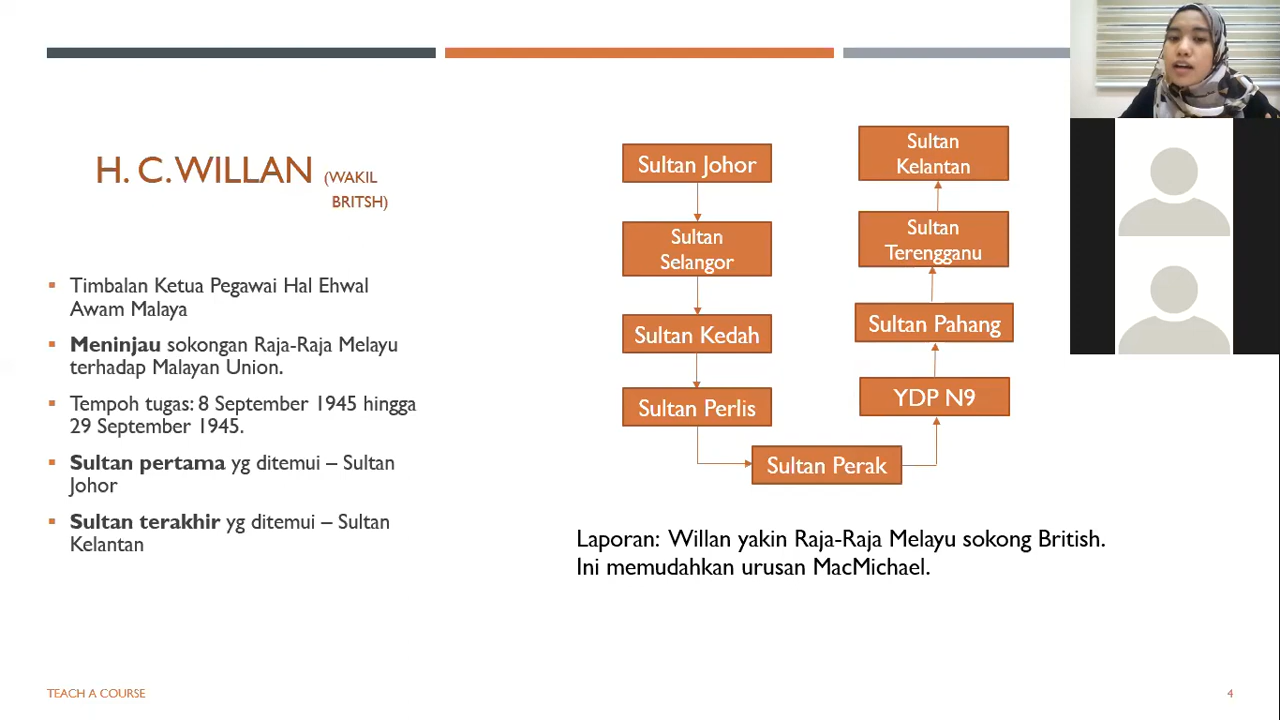 H. C. WILLAN (WAKIL
BRITSH)
Timbalan Ketua Pegawai Hal Ehwal
Awam Malaya
Meninjau sokongan Raja-Raja Melayu
terhadap Malayan Union.
Tempoh tugas: 8 September 1945 hingga
29 September 1945.
Sultan pertama yg ditemui – Sultan
Johor
Sultan terakhir yg ditemui – Sultan
Kelantan
Sultan Johor
Sultan
Selangor
Sultan Kedah
Sultan Perlis
Sultan Perak
YDP N9
Sultan Pahang
Sultan
Terengganu
Sultan
Kelantan
Laporan: Willan yakin Raja-Raja Melayu sokong British.
Ini memudahkan urusan MacMichael.
TEACH A COURSE
4